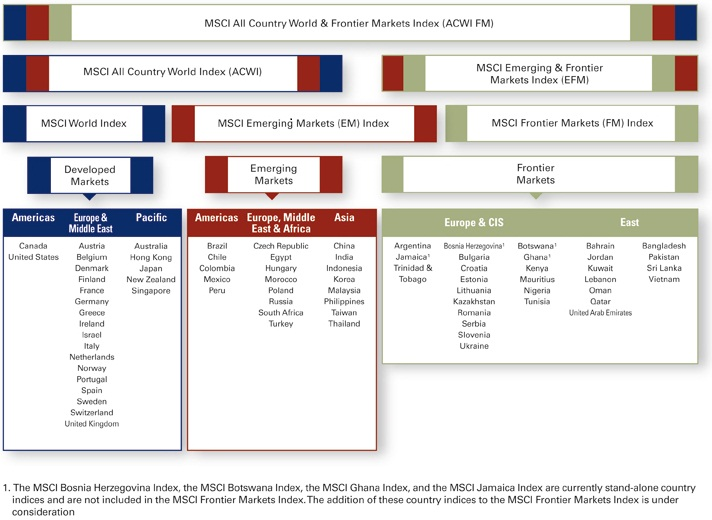 MSCI All Country World & Frontier Markets Index (ACWI FM)
MSCI All Country World Index (ACWI)
MSCI Emerging & Frontier
Markets Index (EFM)
MSCI World Index
MSCI Emerging Markets (EM) Index
MSCI Frontier Markets (FM) Index
Developed
Markets
Emerging
Markets
Frontier
Markets
Americas
Canada
United States
Europe &
Middle East
Austria
Belgium
Denmark
Finland
France
Germany
Greece
Ireland
Israel
Italy
Netherlands
Norway
Portugal
Spain
Sweden
Switzerland
United Kingdom
Pacific
Australia
Hong Kong
Japan
New Zealand
Singapore
Americas
Brazil
Chile
Colombia
Mexico
Peru
Europe, Middle
East & Africa
Czech Republic
Egypt
Hungary
Morocco
Poland
Russia
South Africa
Turkey
Asia
China
India
Indonesia
Korea
Malaysia
Philippines
Taiwan
Thailand
Europe & CIS
East
Argentina
Jamaica¹
Trinidad &
Tobago
Bosnia Herzegovina¹
Bulgaria
Croatia
Estonia
Lithuania
Kazakhstan
Romania
Serbia
Slovenia
Ukraine
Botswana¹
Ghana¹
Kenya
Mauritius
Nigeria
Tunisia
Bahrain
Jordan
Kuwait
Lebanon
Oman
Qatar
United Arab Emirates
Bangladesh
Pakistan
Sri Lanka
Vietnam
1. The MSCI Bosnia Herzegovina Index, the MSCI Botswana Index, the MSCI Ghana Index, and the MSCI Jamaica Index are currently stand-alone country
indices and are not included in the MSCI Frontier Markets Index. The addition of these country indices to the MSCI Frontier Markets Index is under
consideration